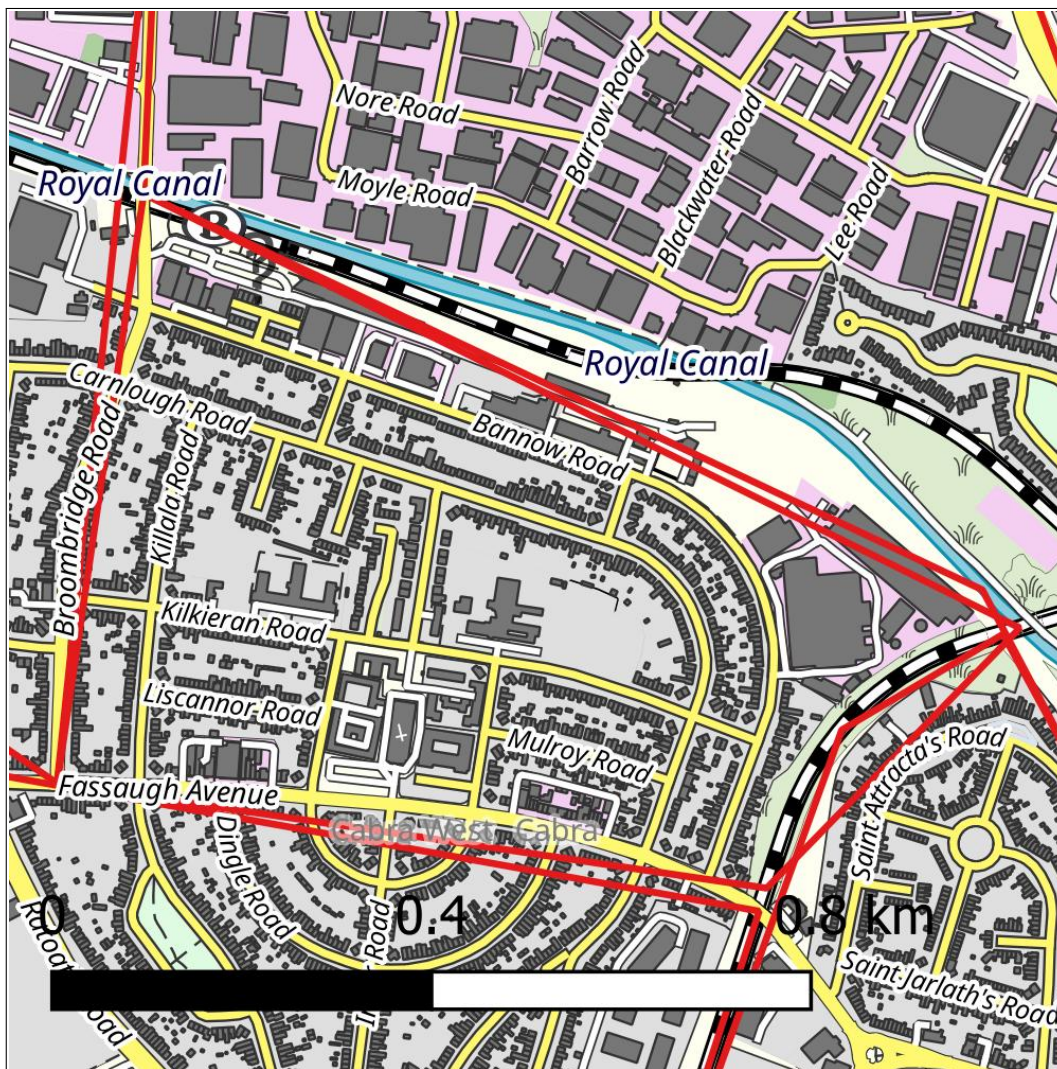 Nore Road
Barrow Road
Blackwater Road
Royal Canal
Moyle Road
Lee Road
Royal Canal
Carnlough Road
Bannow Road
Broombridge Road
Killala Road
Kilkieran Road
Liscannor Road
Mulroy Road
Saint Attracta's Road
Fassaugh Avenue
Cabra West Cabra
Dingle Road
0
0.4
0.8 km
Road
Saint Jarlath's Road
Road